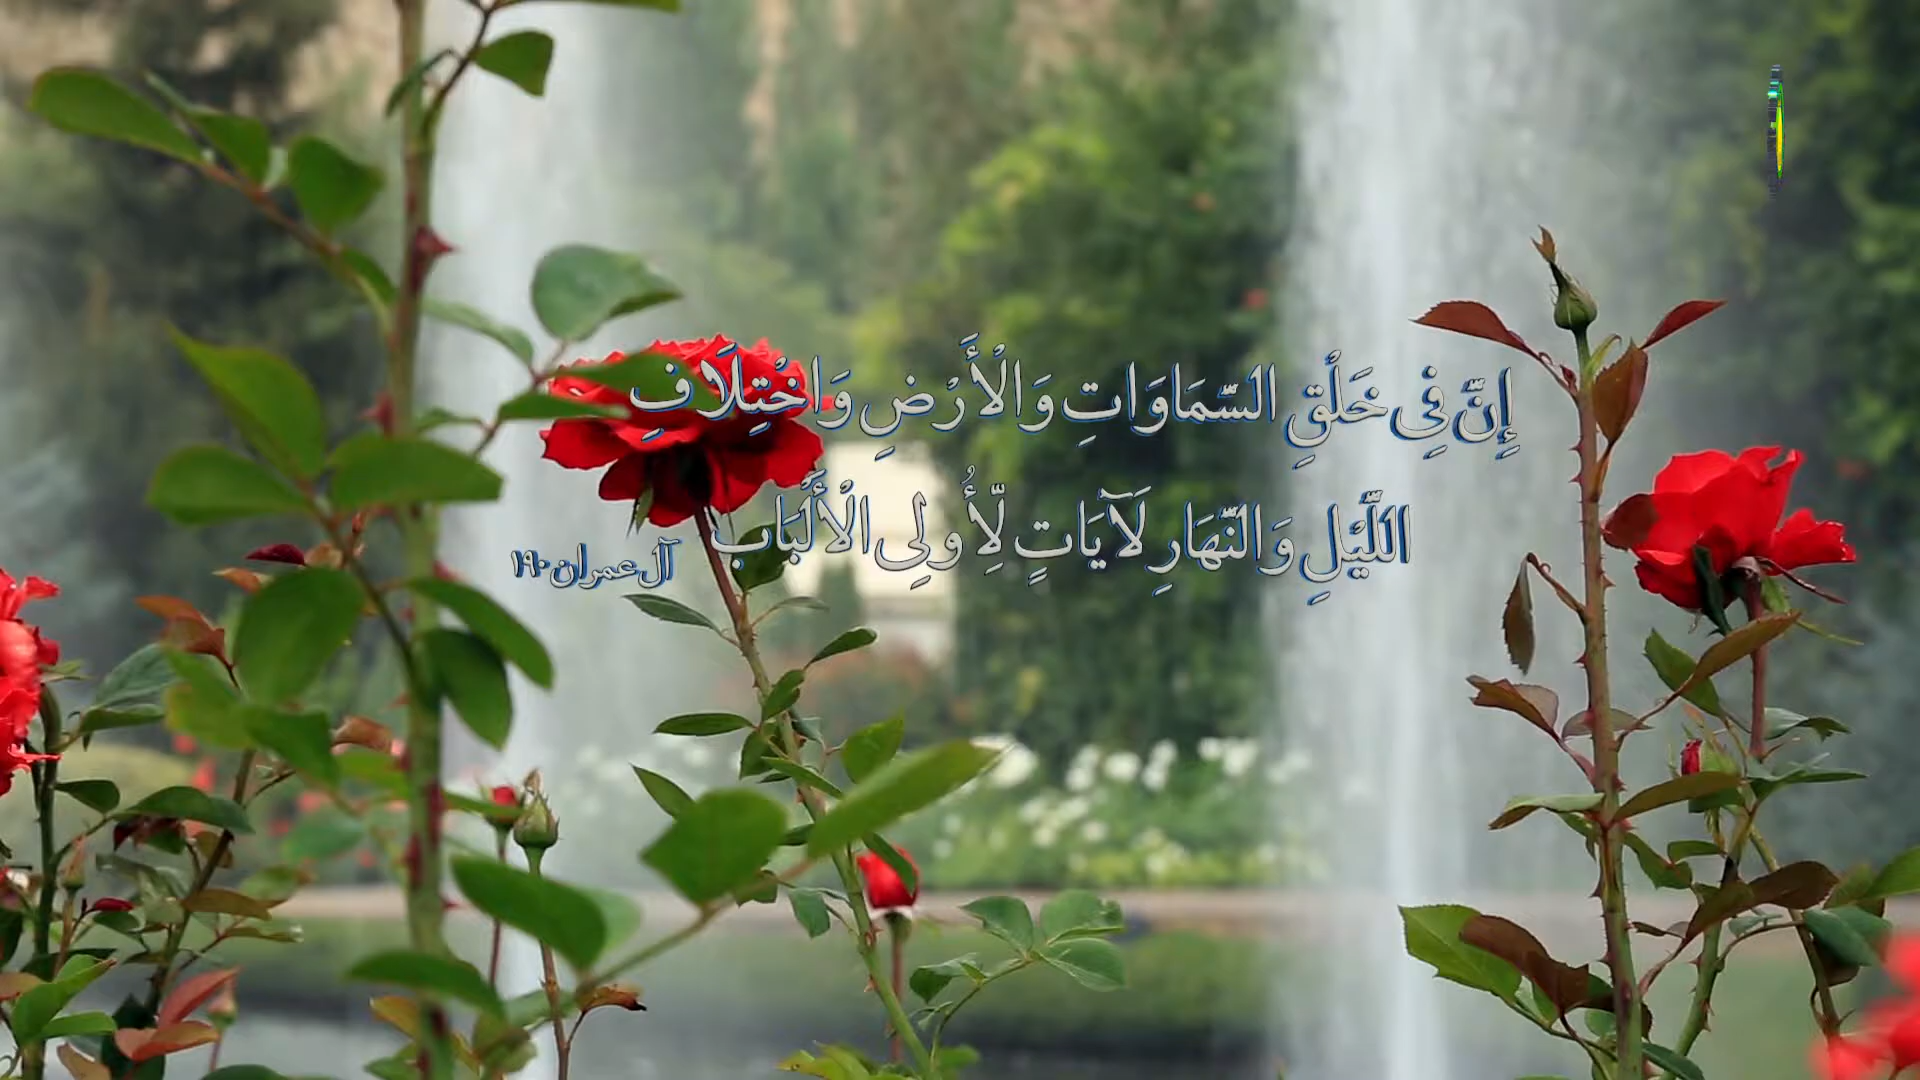 إِنَّ فِي خَلْقِ السَّمَاوَاتِ وَالْأَرْضِ وَاخْتِلَافِ
اللَّيْلِ وَالنَّهَارِ لَآيَاتٍ لِّأُولِي الْأَلْبَابِ آل عمران ١٩٠